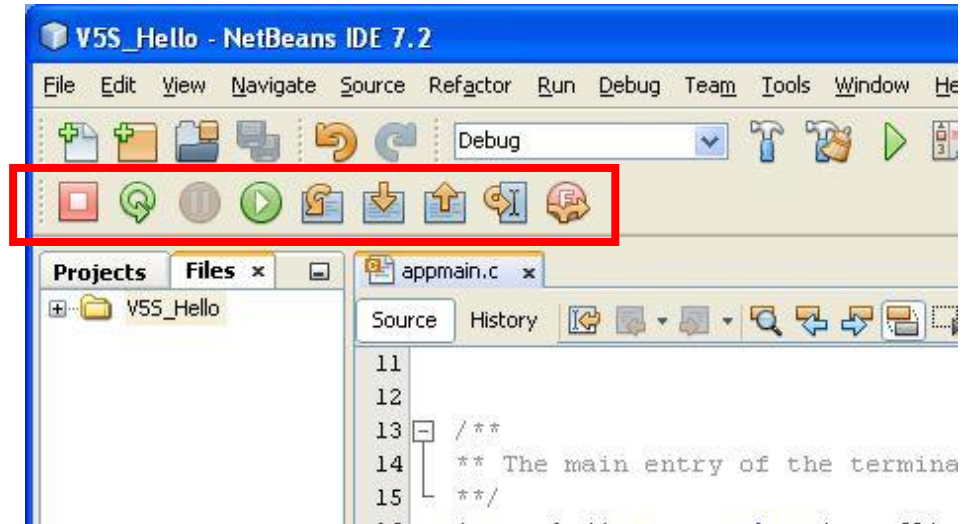 V5S_Hello - NetBeans IDE 7.2
File Edit View Navigate Source Refactor Run Debug Team Tools Window He
Debug
Projects Files x
appmain.c x
V5S_Hello
Source History
11
12
13 /**
14 ** The main entry of the termina
15 **/